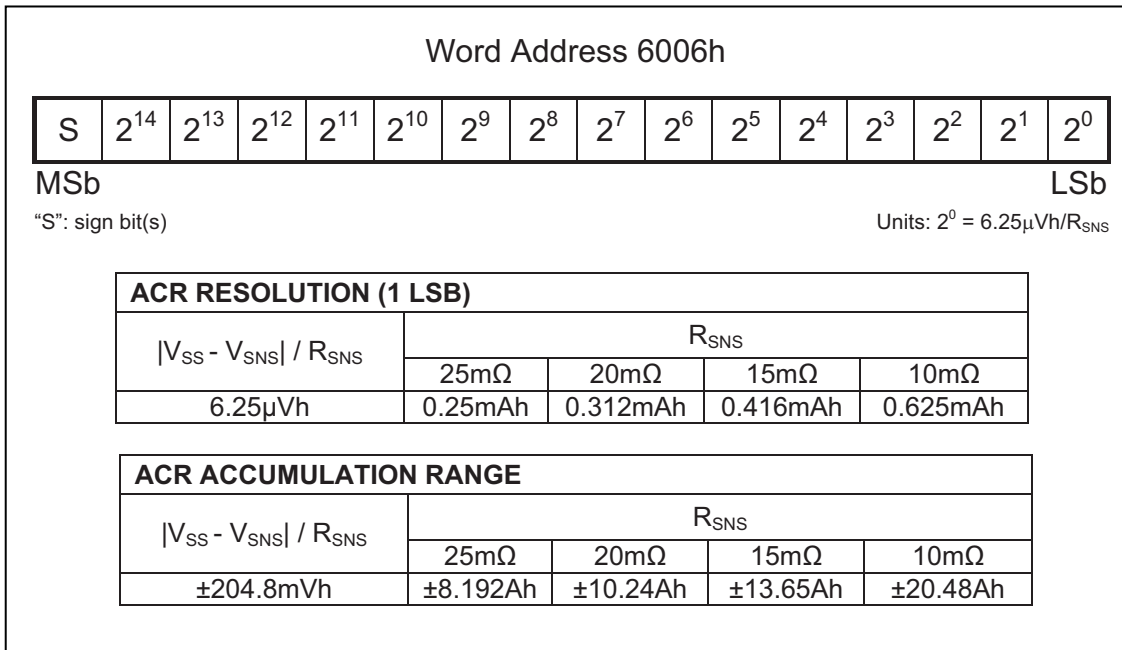 Word Address 6006h
S 2^14 2^13 2^12 2^11 2^10 2^9 2^8 2^7 2^6 2^5 2^4 2^3 2^2 2^1 2^0
MSb LSb
“S”: sign bit(s) Units: 2^0 = 6.25μVh/R_SNS
ACR RESOLUTION (1 LSB)
|V_SS - V_SNS| / R_SNS R_SNS
25mΩ 20mΩ 15mΩ 10mΩ
6.25µVh 0.25mAh 0.312mAh 0.416mAh 0.625mAh
ACR ACCUMULATION RANGE
|V_SS - V_SNS| / R_SNS R_SNS
25mΩ 20mΩ 15mΩ 10mΩ
±204.8mVh ±8.192Ah ±10.24Ah ±13.65Ah ±20.48Ah